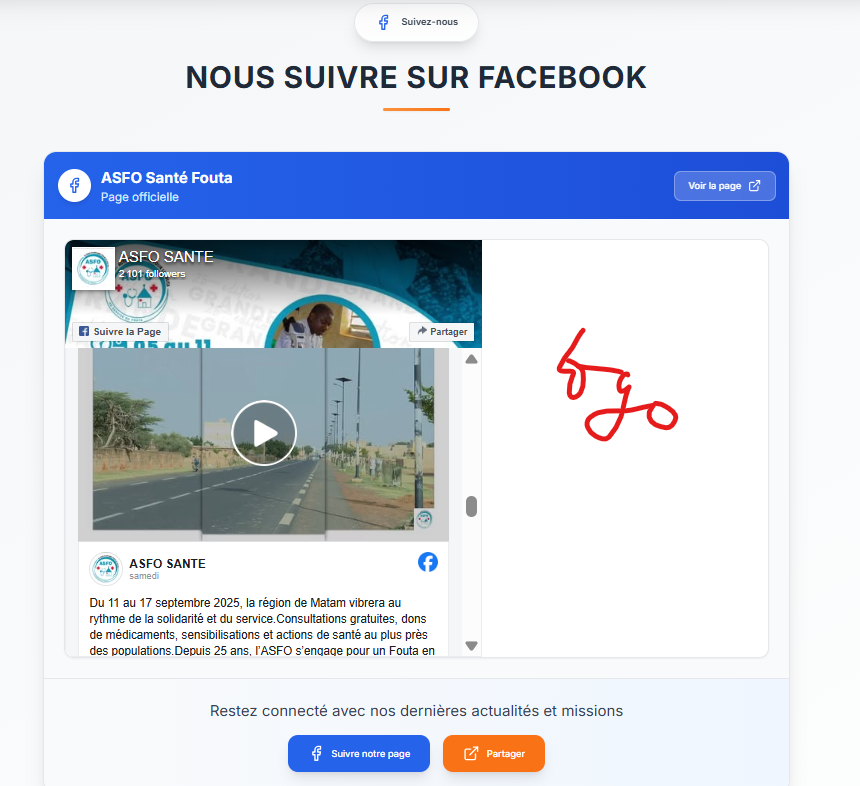 Suivez-nous
NOUS SUIVRE SUR FACEBOOK
ASFO Santé Fouta
Page officielle
Voir la page
ASFO SANTE
2 101 followers
Suivre la Page
Partager
ASFO SANTE
samedi
Du 11 au 17 septembre 2025, la région de Matam vibrera au
rythme de la solidarité et du service.Consultations gratuites, dons
de médicaments, sensibilisations et actions de santé au plus près
des populations.Depuis 25 ans, l'ASFO s'engage pour un Fouta en
Restez connecté avec nos dernières actualités et missions
Suivre notre page
Partager